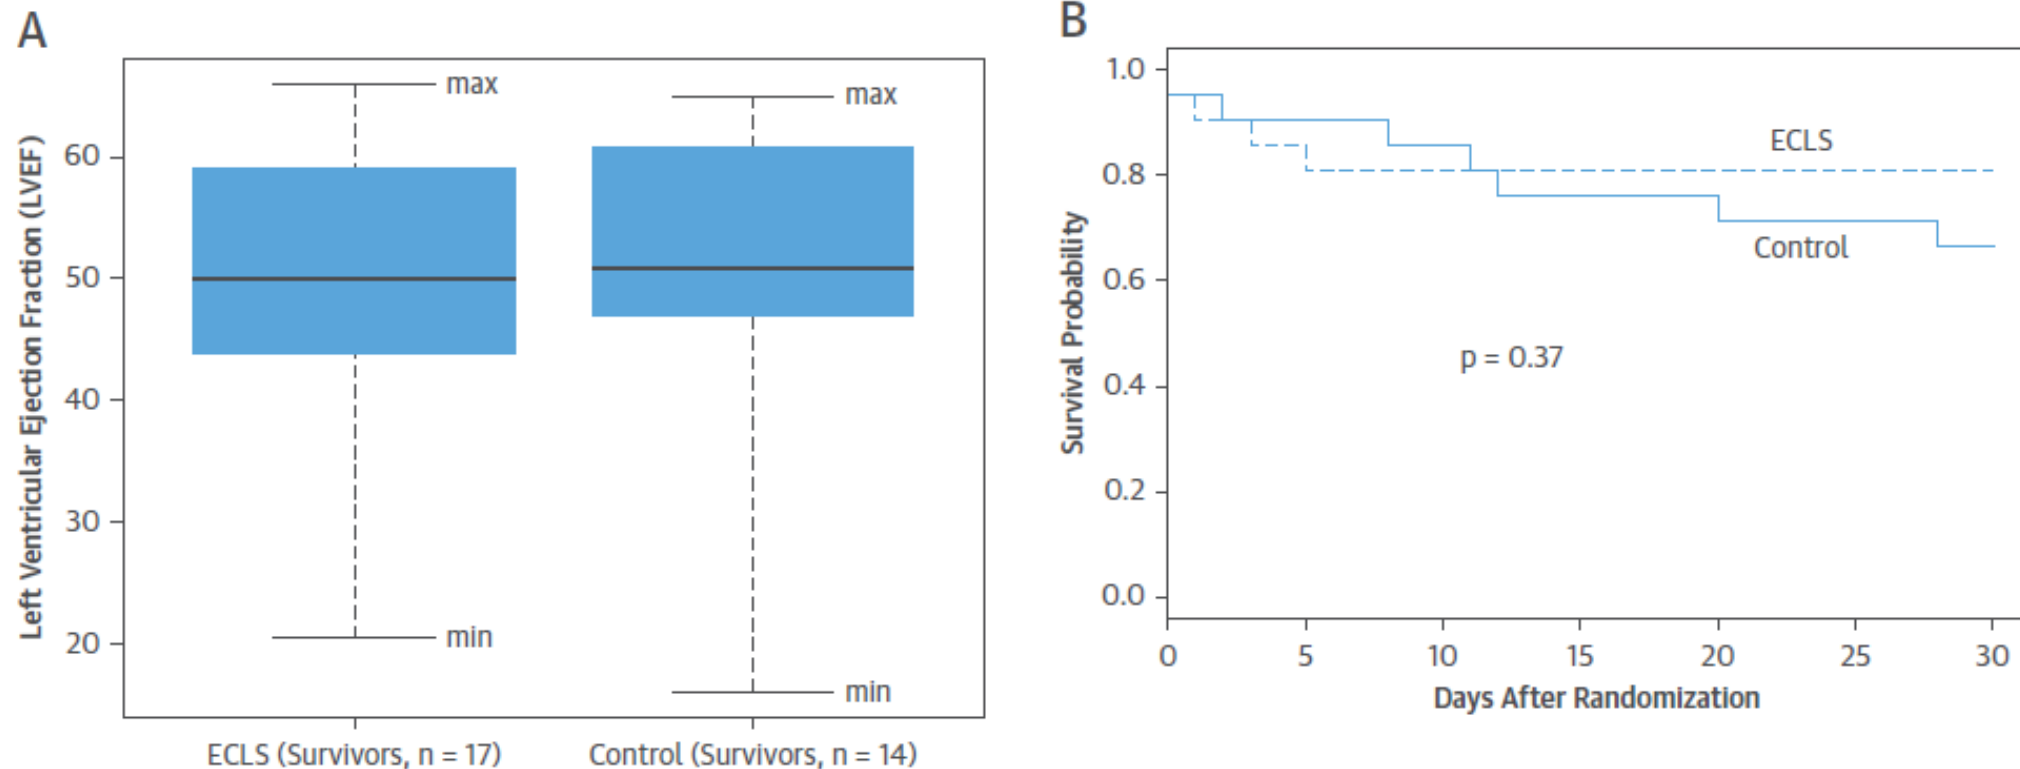 A
Left Ventricular Ejection Fraction (LVEF)
60
50
40
30
20
max
max
min
min
ECLS (Survivors, n = 17)
Control (Survivors, n = 14)
B
Survival Probability
1.0
0.8
0.6
0.4
0.2
0.0
ECLS
Control
p = 0.37
0 5 10 15 20 25 30
Days After Randomization